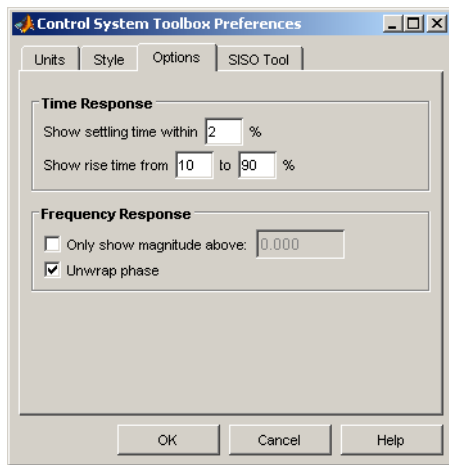 Control System Toolbox Preferences
Units Style Options SISO Tool
Time Response
Show settling time within 2 %
Show rise time from 10 to 90 %
Frequency Response
Only show magnitude above: 0.000
Unwrap phase
OK Cancel Help